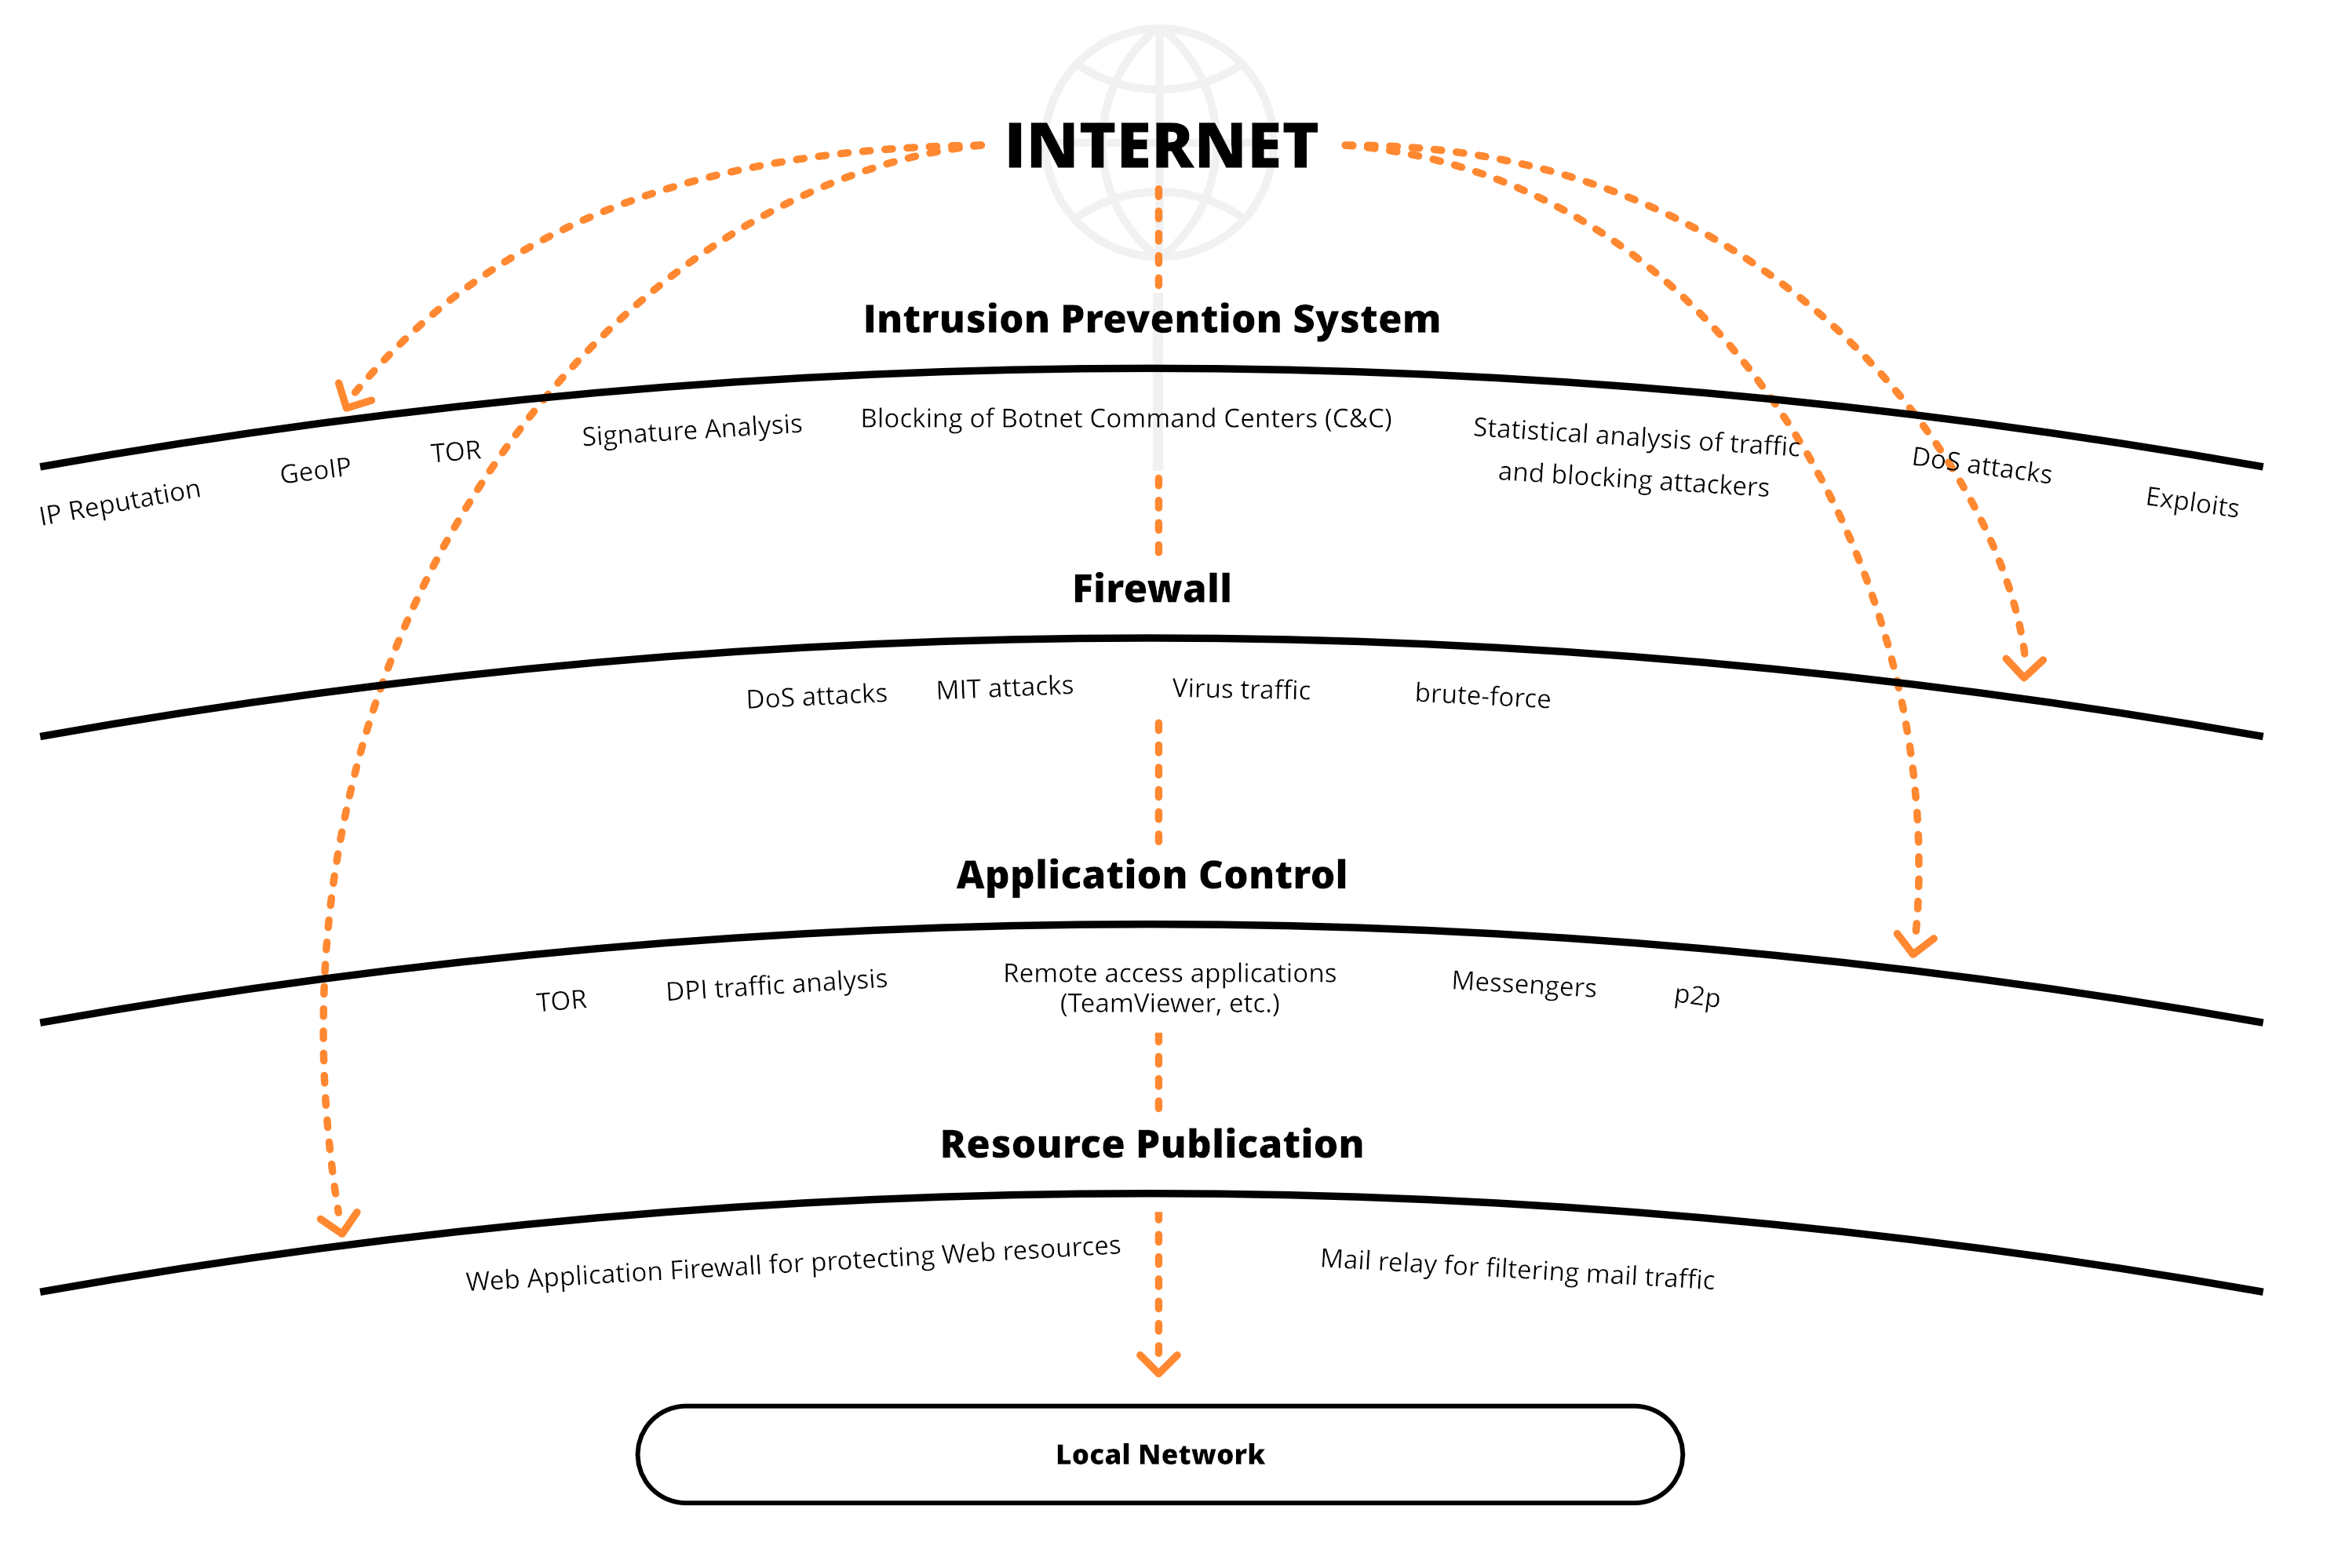 INTERNET
Intrusion Prevention System
IP Reputation
GeoIP
TOR
Signature Analysis
Blocking of Botnet Command Centers (C&C)
Statistical analysis of traffic
and blocking attackers
DoS attacks
Exploits
Firewall
DoS attacks
MIT attacks
Virus traffic
brute-force
Application Control
TOR
DPI traffic analysis
Remote access applications
(TeamViewer, etc.)
Messengers
p2p
Resource Publication
Web Application Firewall for protecting Web resources
Mail relay for filtering mail traffic
Local Network